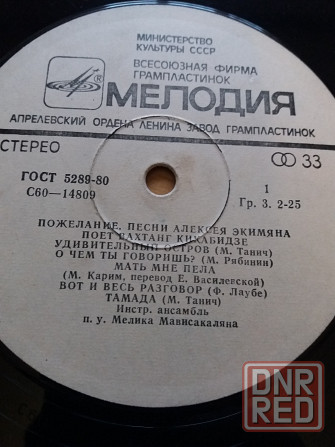 МИНИСТЕРСТВО
КУЛЬТУРЫ СССР
ВСЕСОЮЗНАЯ ФИРМА
ГРАМПЛАСТИНОК
МЕЛОДИЯ
АПРЕЛЕВСКИЙ ОРДЕНА ЛЕНИНА ЗАВОД ГРАМПЛАСТИНОК
СТЕРЕО
33
ГОСТ 5289-80
С60—14809
1
Гр. 3. 2-25
ПОЖЕЛАНИЕ. ПЕСНИ АЛЕКСЕЯ ЭКИМЯНА
ПОЕТ ВАХТАНГ КИКАБИДЗЕ
УДИВИТЕЛЬНЫЙ ОСТРОВ (М. Танич)
О ЧЕМ ТЫ ГОВОРИШЬ? (М. Рябинин)
МАТЬ МНЕ ПЕЛА
(М. Карим, перевод Е. Василевской)
ВОТ И ВЕСЬ РАЗГОВОР (Ф. Лаубе)
ТАМАДА (М. Танич)
Инстр. ансамбль
п. у. Мелика Мависакаляна
DNR
RED